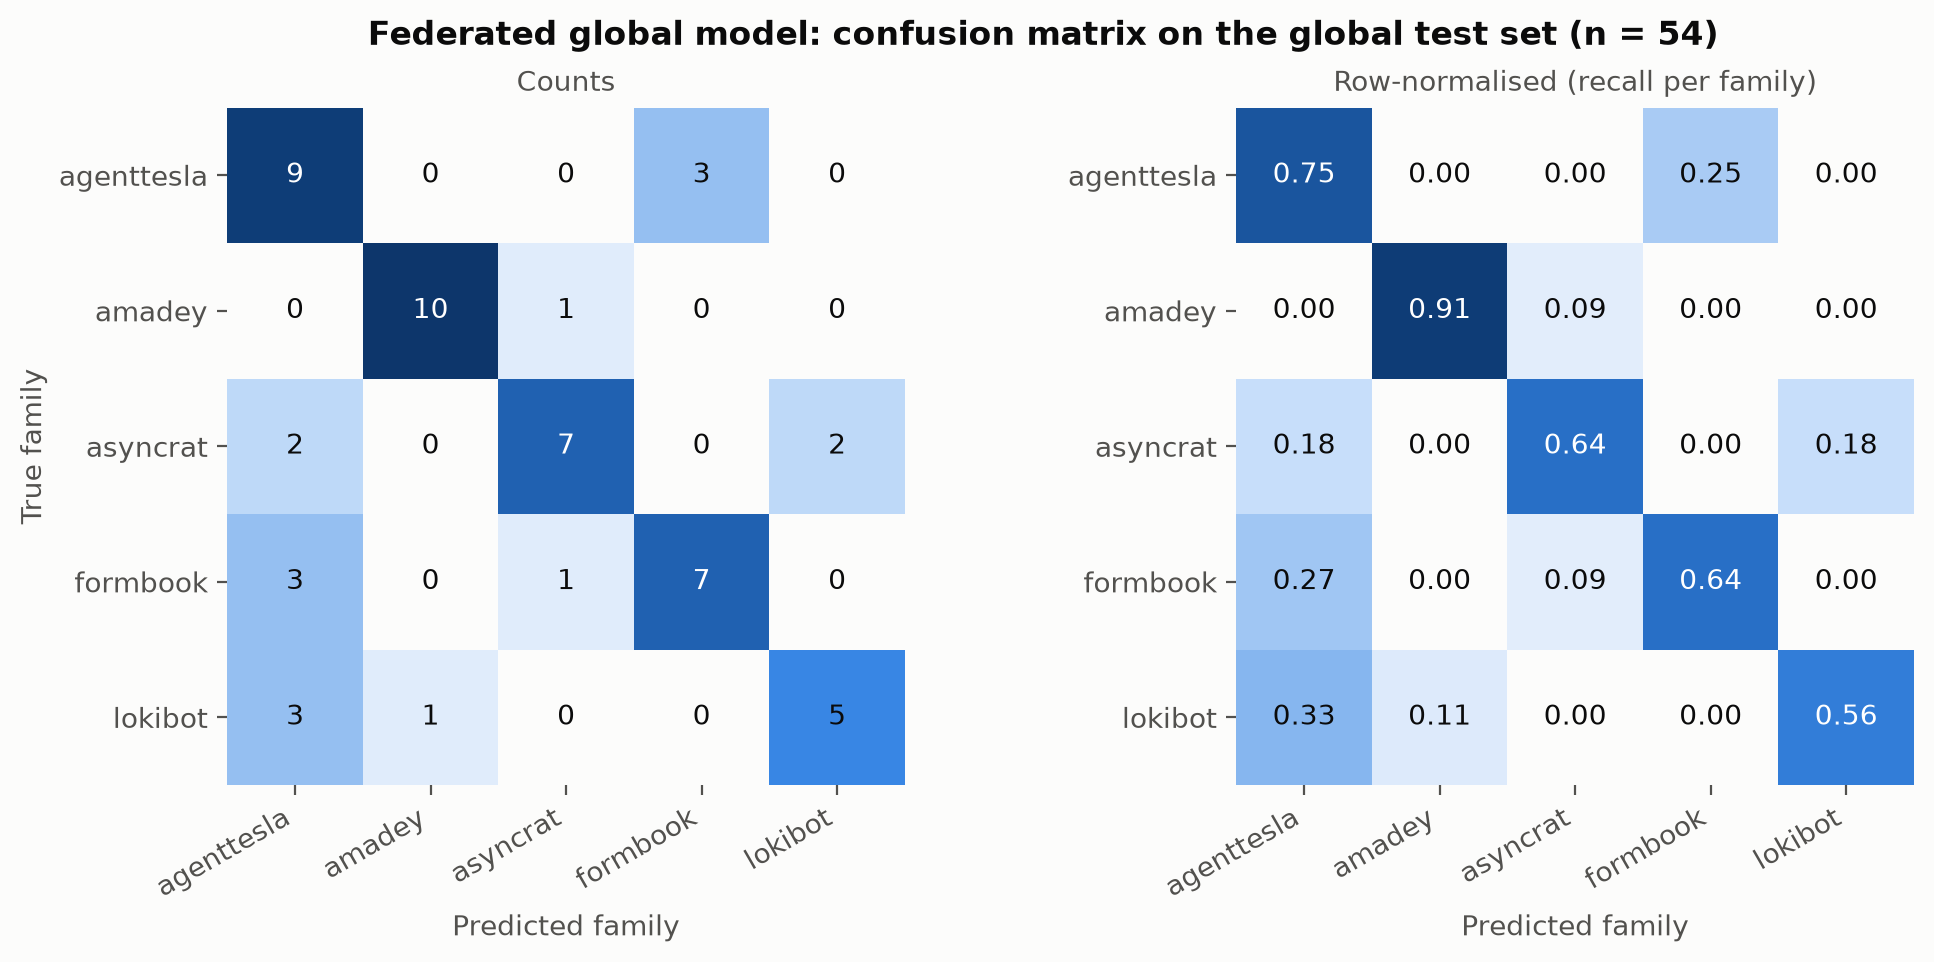 Federated global model: confusion matrix on the global test set (n = 54)
Counts
True family
agenttesla 9 0 0 3 0
amadey 0 10 1 0 0
asyncrat 2 0 7 0 2
formbook 3 0 1 7 0
lokibot 3 1 0 0 5
agenttesla amadey asyncrat formbook lokibot
Predicted family
Row-normalised (recall per family)
agenttesla 0.75 0.00 0.00 0.25 0.00
amadey 0.00 0.91 0.09 0.00 0.00
asyncrat 0.18 0.00 0.64 0.00 0.18
formbook 0.27 0.00 0.09 0.64 0.00
lokibot 0.33 0.11 0.00 0.00 0.56
agenttesla amadey asyncrat formbook lokibot
Predicted family